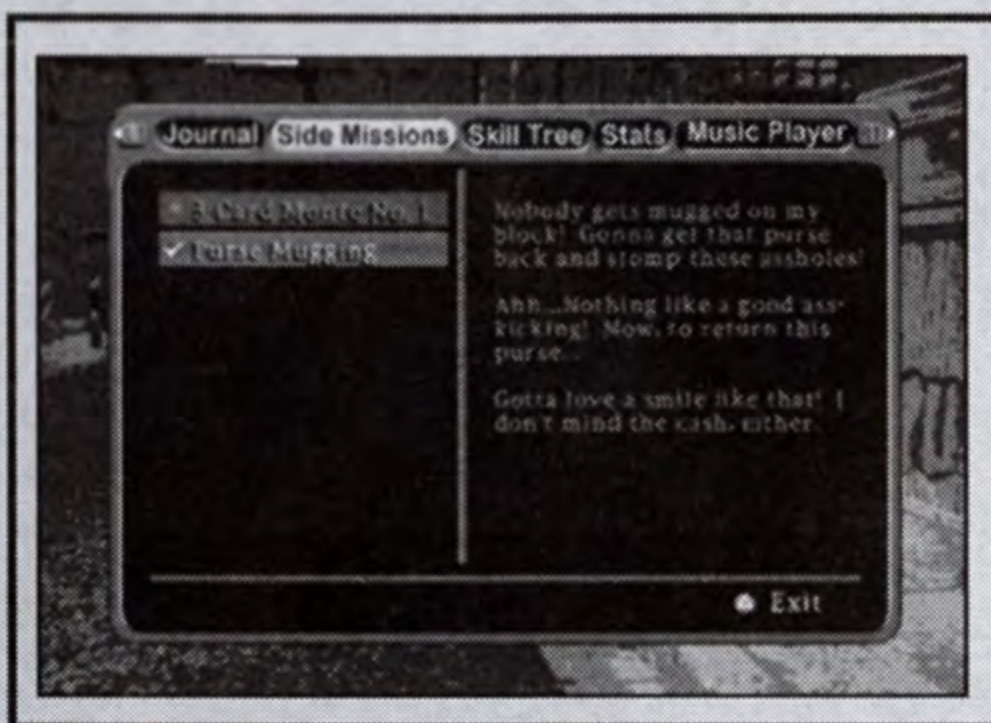 Journal Side Missions Skill Tree Stats Music Player
3 Card Monte No. 1
Purse Mugging
Nobody gets mugged on my
block! Gonna get that purse
back and stomp these assholes!
Ahh...Nothing like a good ass-
kicking! Now, to return this
purse...
Gotta love a smile like that! I
don't mind the cash, either.
Exit